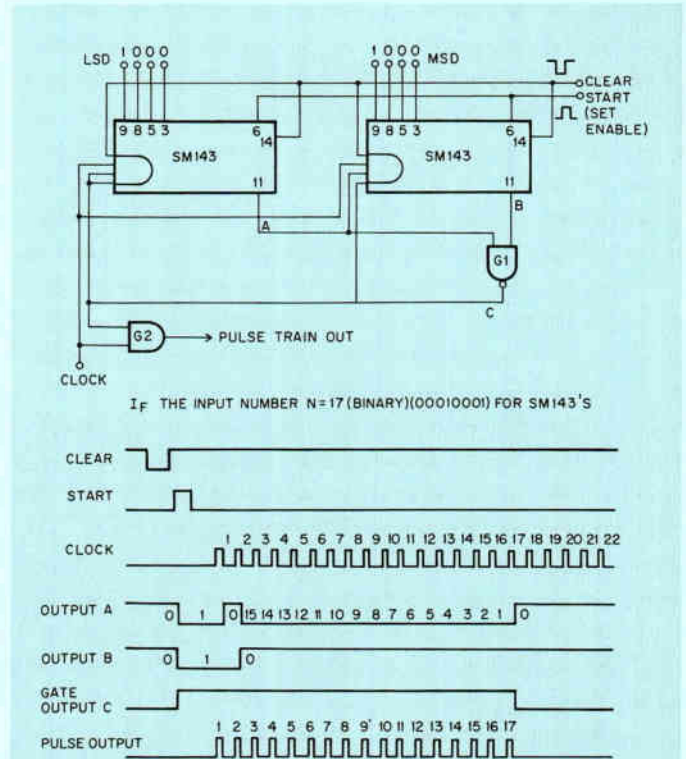 1 0 0 0
LSD
1 0 0 0
MSD
CLEAR
START
(SET
ENABLE)
9 8 5 3
6
14
SM143
11
9 8 5 3
6
14
SM143
11
A
B
G1
C
G2
PULSE TRAIN OUT
CLOCK
IF THE INPUT NUMBER N=17 (BINARY)(00010001) FOR SM143'S
CLEAR
START
CLOCK
1 2 3 4 5 6 7 8 9 10 11 12 13 14 15 16 17 18 19 20 21 22
OUTPUT A
0 1 0 15 14 13 12 11 10 9 8 7 6 5 4 3 2 1 0
OUTPUT B
0 1 0
GATE
OUTPUT C
PULSE OUTPUT
1 2 3 4 5 6 7 8 9' 10 11 12 13 14 15 16 17